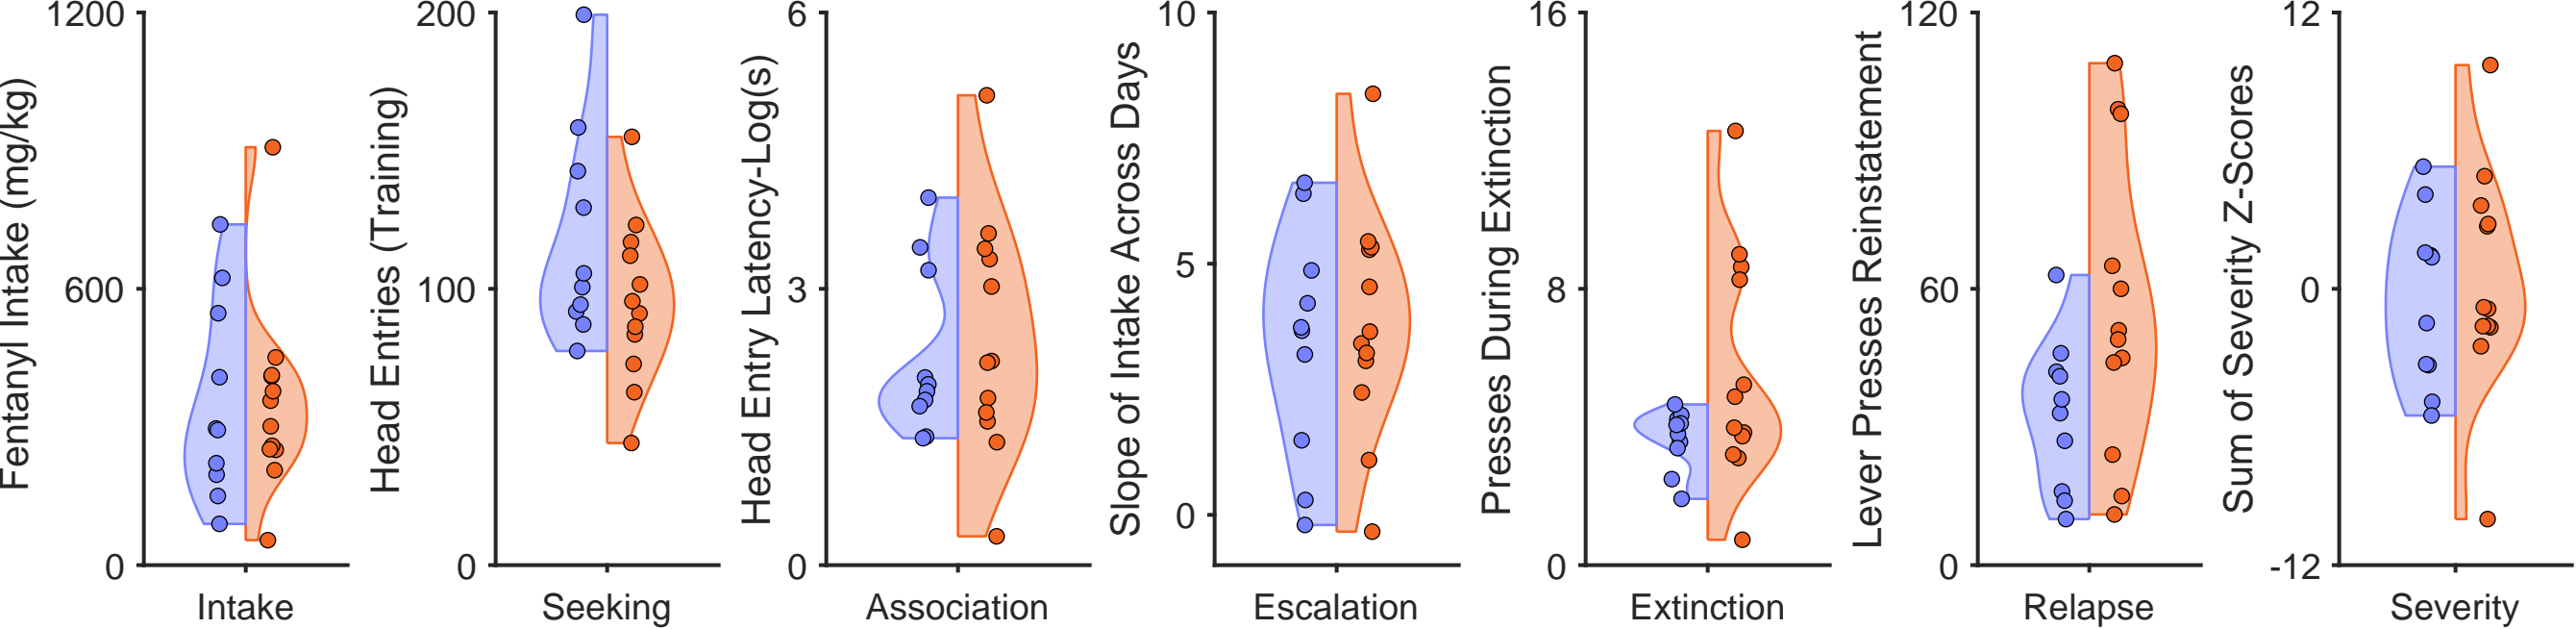 Fentanyl Intake (mg/kg)
1200
600
0
Intake
Head Entries (Training)
200
100
0
Seeking
Head Entry Latency-Log(s)
6
3
0
Association
Slope of Intake Across Days
10
5
0
Escalation
Presses During Extinction
16
8
0
Extinction
Lever Presses Reinstatement
120
60
0
Relapse
Sum of Severity Z-Scores
12
0
-12
Severity